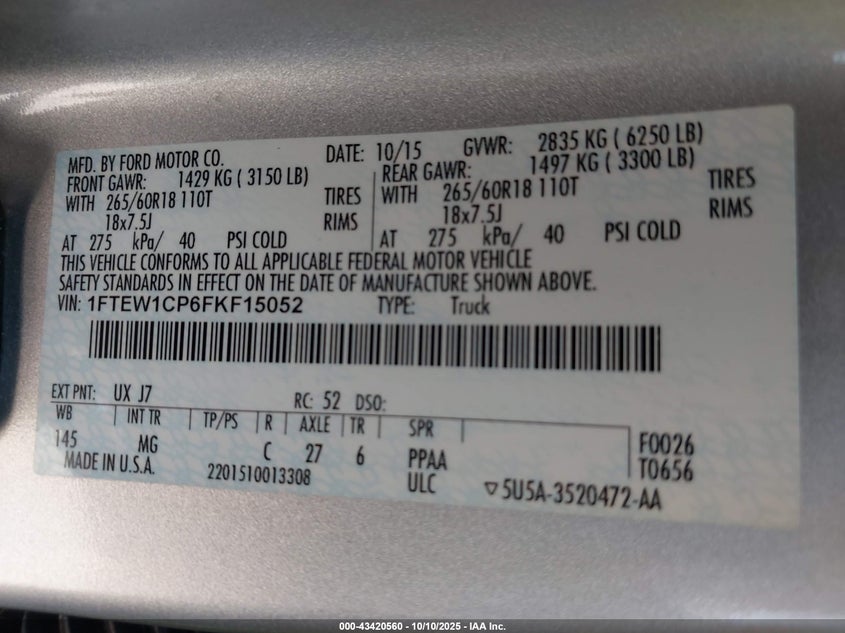 MFD. BY FORD MOTOR CO. DATE: 10/15 GVWR: 2835 KG ( 6250 LB)
FRONT GAWR: 1429 KG ( 3150 LB) REAR GAWR: 1497 KG ( 3300 LB)
WITH 265/60R18 110T TIRES WITH 265/60R18 110T TIRES
18x7.5J RIMS 18x7.5J RIMS
AT 275 kPa/ 40 PSI COLD AT 275 kPa/ 40 PSI COLD
THIS VEHICLE CONFORMS TO ALL APPLICABLE FEDERAL MOTOR VEHICLE
SAFETY STANDARDS IN EFFECT ON THE DATE OF MANUFACTURE SHOWN ABOVE.
VIN: 1FTEW1CP6FKF15052 TYPE: Truck
EXT PNT: UX J7 RC: 52 DSO:
WB INT TR TP/PS R AXLE TR SPR
145 MG C 27 6 PPAA F0026
MADE IN U.S.A. 2201510013308 ULC T0656
▽5U5A-3520472-AA
000-43420560 - 10/10/2025 - IAA Inc.